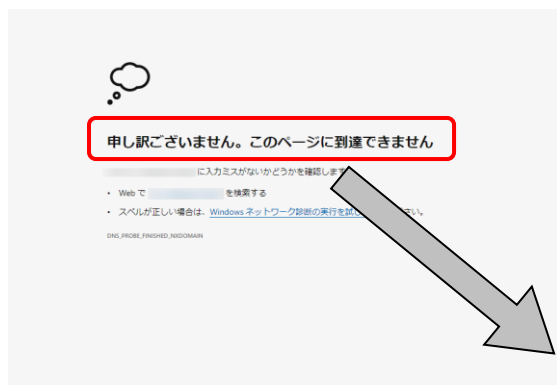 申し訳ございません。このページに到達できません
に入力ミスがないかどうかを確認します
• Web で を検索する
• スペルが正しい場合は、Windows ネットワーク診断の実行を試し さい。
DNS_PROBE_FINISHED_NXDOMAIN